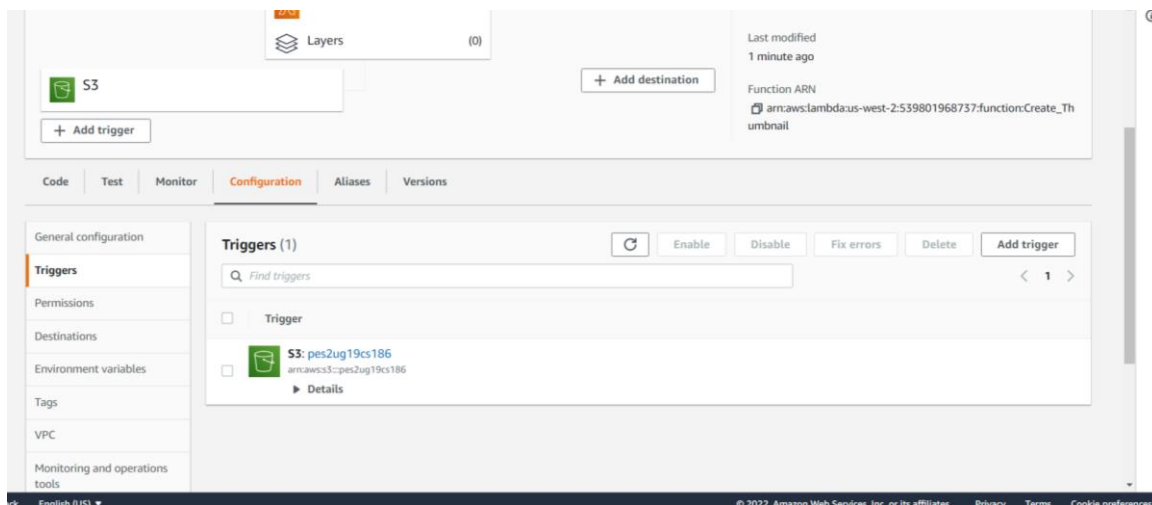 Layers (0)
Last modified
1 minute ago
S3
+ Add destination
Function ARN
arn:aws:lambda:us-west-2:539801968737:function:Create_Th
umbnail
+ Add trigger
Code Test Monitor Configuration Aliases Versions
General configuration
Triggers
Permissions
Destinations
Environment variables
Tags
VPC
Monitoring and operations
tools
Triggers (1) Enable Disable Fix errors Delete Add trigger
Find triggers < 1 >
Trigger
S3: pes2ug19cs186
arn:aws:s3:::pes2ug19cs186
▶ Details
English (US) ▼ © 2022, Amazon Web Services, Inc. or its affiliates. Privacy Terms Cookie preferences